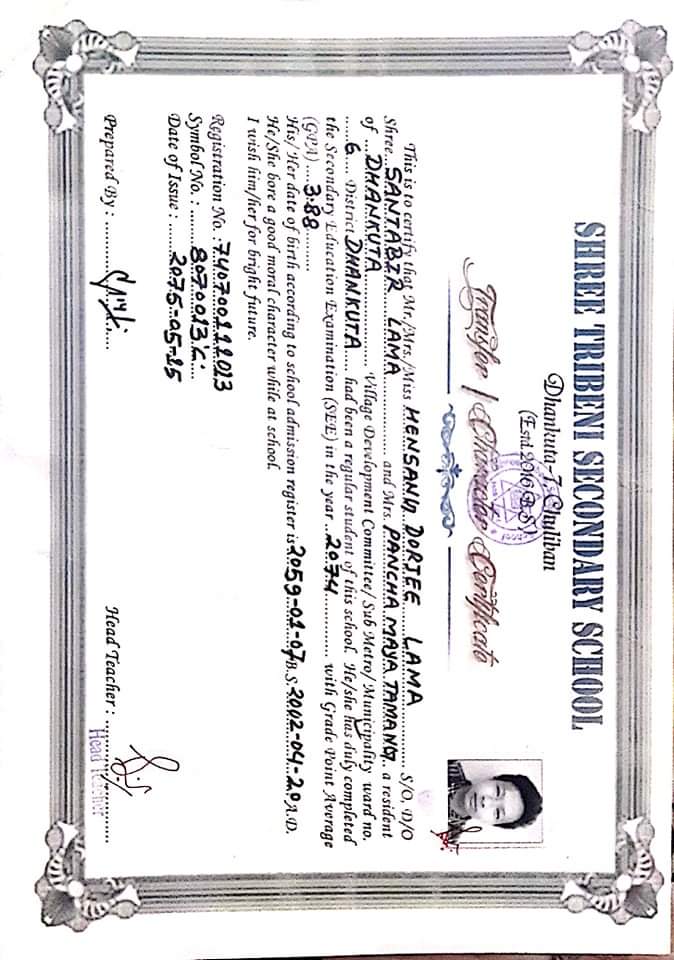 SHREE TRIBENI SECONDARY SCHOOL
Dhankuta-7, Chuliban
(Estd. 2016 B.S.)
Transfer / Character Certificate
This is to certify that Mr./Mrs./Miss HENSANG DORJEE LAMA S/O, D/O
Shree SANTABIR LAMA and Mrs. PANCHA MAYA TAMANG, a resident
of DHANKUTA Village Development Committee/ Sub Metro/ Municipality ward no.
6 District DHANKUTA had been a regular student of this school. He/she has duly completed
the Secondary Education Examination (SEE) in the year 2074 with Grade Point Average
(GPA) 3.88
His/ Her date of birth according to school admission register is 2059-01-07 B.S. 2002-04-20 A.D.
He/She bore a good moral character while at school.
I wish him/her for bright future.
Registration No. : 740700111013
Symbol No. :
Date of Issue : 2075-05-15
Prepared By :
Head Teacher :
Head Teacher